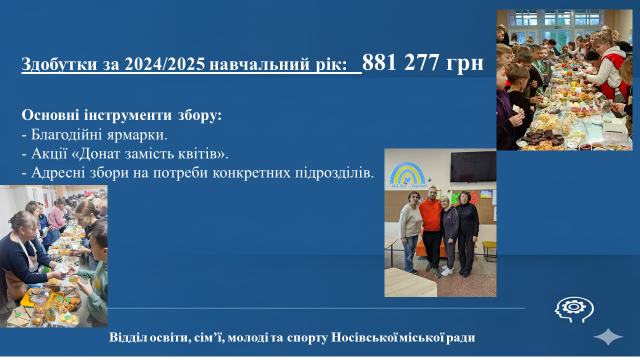 Здобутки за 2024/2025 навчальний рік: 881 277 грн
Основні інструменти збору:
- Благодійні ярмарки.
- Акції «Донат замість квітів».
- Адресні збори на потреби конкретних підрозділів.
Відділ освіти, сім’ї, молоді та спорту Носівської міської ради